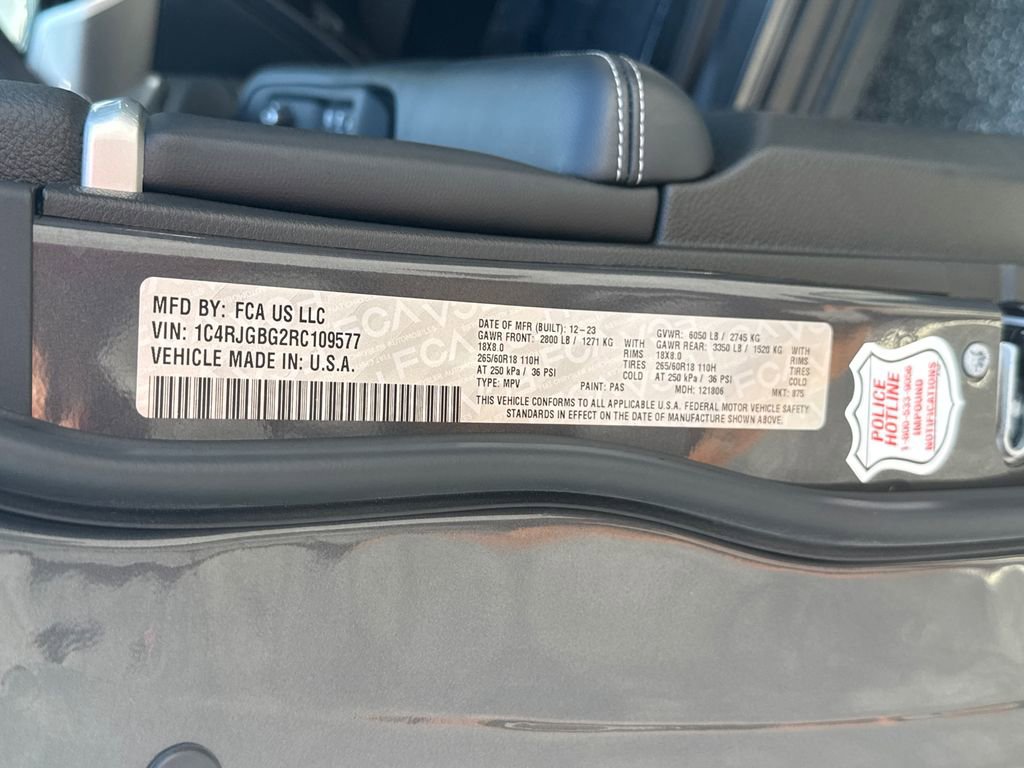 MFD BY: FCA US LLC
VIN: 1C4RJGBG2RC109577
VEHICLE MADE IN: U.S.A.
DATE OF MFR (BUILT): 12-23 GVWR: 6050 LB / 2745 KG
GAWR FRONT: 2800 LB / 1271 KG WITH GAWR REAR: 3350 LB / 1520 KG WITH
18X8.0 RIMS 18X8.0 RIMS
265/60R18 110H TIRES 265/60R18 110H TIRES
AT 250 kPa / 36 PSI COLD AT 250 kPa / 36 PSI COLD
TYPE: MPV PAINT: PAS MDH: 121806 MKT: 875
THIS VEHICLE CONFORMS TO ALL APPLICABLE U.S.A. FEDERAL MOTOR VEHICLE SAFETY
STANDARDS IN EFFECT ON THE DATE OF MANUFACTURE SHOWN ABOVE.
POLICE
HOTLINE
IMPOUND
NOTIFICATIONS